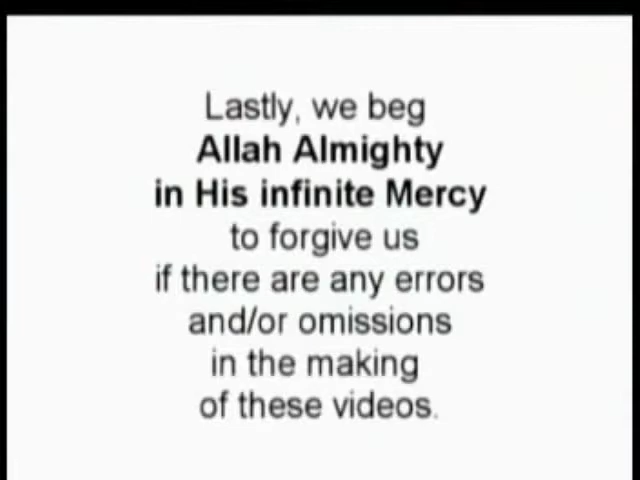 Lastly, we beg
Allah Almighty
in His infinite Mercy
to forgive us
if there are any errors
and/or omissions
in the making
of these videos.